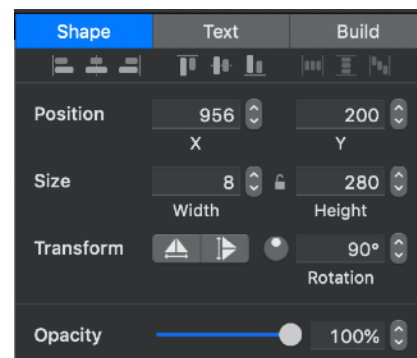 Shape Text Build
Position 956 200
X Y
Size 8 280
Width Height
Transform 90°
Rotation
Opacity 100%